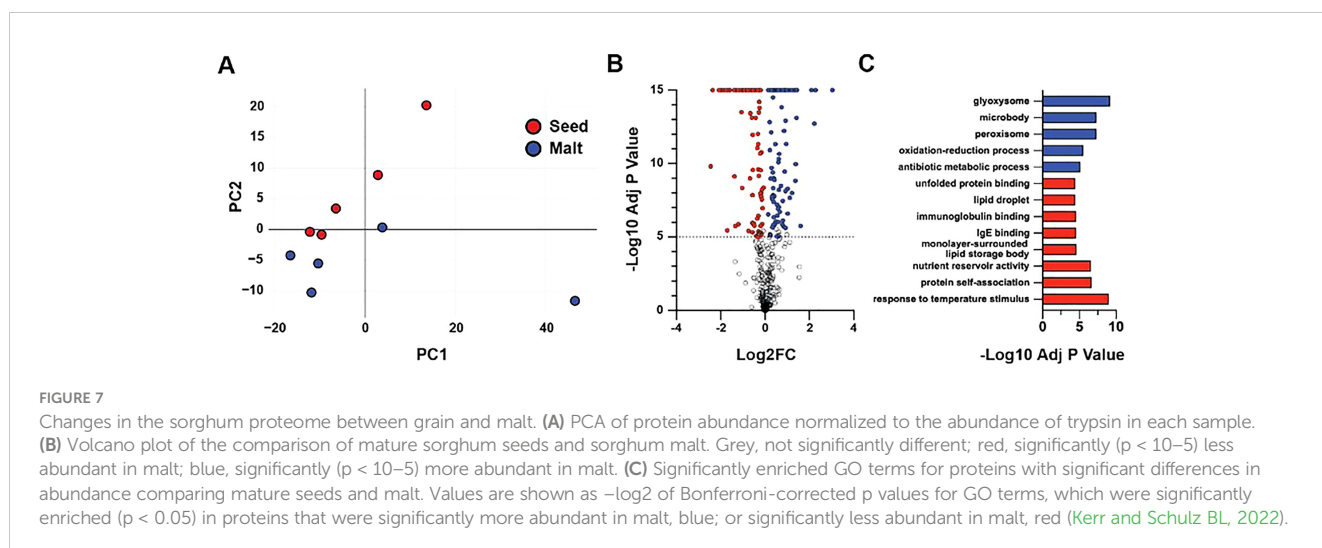 A
20
15
10
5
0
−5
−10
PC2
−20
0
20
40
PC1
Seed
Malt
B
15
10
5
0
-Log10 Adj P Value
-4
-2
0
2
4
Log2FC
C
glyoxysome
microbody
peroxisome
oxidation-reduction process
antibiotic metabolic process
unfolded protein binding
lipid droplet
immunoglobulin binding
IgE binding
monolayer-surrounded
lipid storage body
nutrient reservoir activity
protein self-association
response to temperature stimulus
0
5
10
-Log10 Adj P Value
FIGURE 7
Changes in the sorghum proteome between grain and malt. (A) PCA of protein abundance normalized to the abundance of trypsin in each sample.
(B) Volcano plot of the comparison of mature sorghum seeds and sorghum malt. Grey, not significantly different; red, significantly (p < 10–5) less
abundant in malt; blue, significantly (p < 10–5) more abundant in malt. (C) Significantly enriched GO terms for proteins with significant differences in
abundance comparing mature seeds and malt. Values are shown as –log2 of Bonferroni-corrected p values for GO terms, which were significantly
enriched (p < 0.05) in proteins that were significantly more abundant in malt, blue; or significantly less abundant in malt, red (Kerr and Schulz BL, 2022).